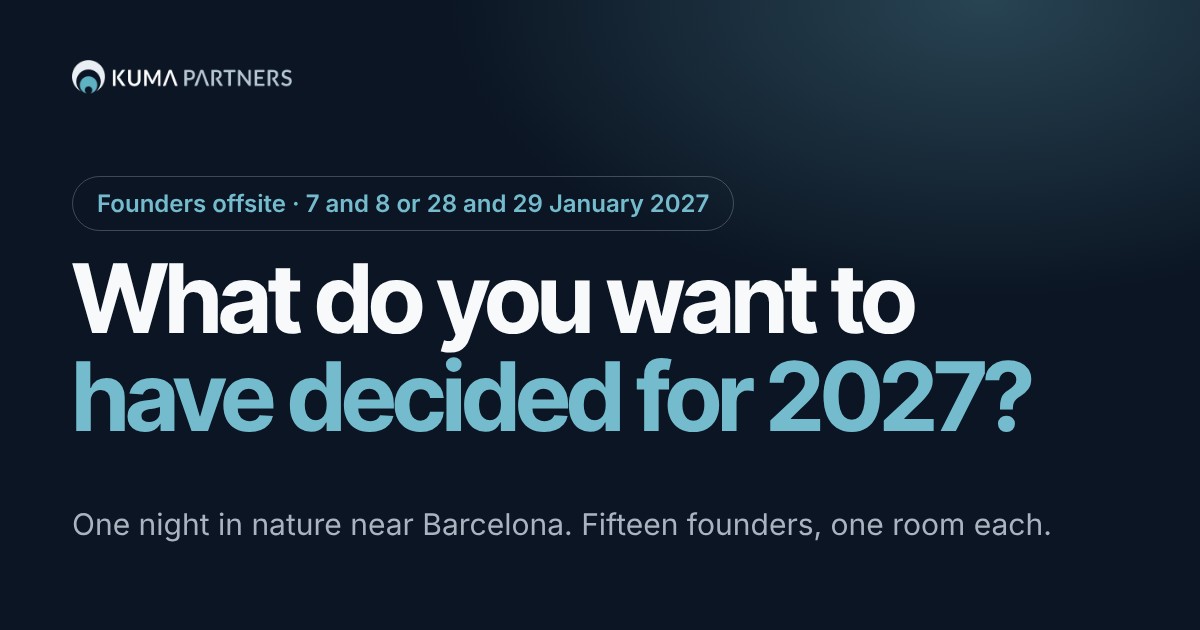 KUMA PARTNERS
Founders offsite · 7 and 8 or 28 and 29 January 2027
What do you want to
have decided for 2027?
One night in nature near Barcelona. Fifteen founders, one room each.